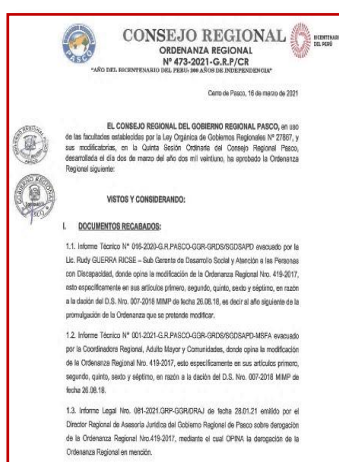 CONSEJO REGIONAL
ORDENANZA REGIONAL
N° 473-2021-G.R.P/CR
"AÑO DEL BICENTENARIO DEL PERÚ: 200 AÑOS DE INDEPENDENCIA"
PASCO
BICENTENARIO
DEL PERÚ
Cerro de Pasco, 16 de marzo de 2021
EL CONSEJO REGIONAL DEL GOBIERNO REGIONAL PASCO, en uso
de las facultades establecidos por la Ley Orgánica de Gobiernos Regionales N° 27867, y
sus modificatorias, en la Quinta Sesión Ordinaria del Consejo Regional Pasco,
desarrollada el día dos de marzo del año dos mil veintiuno, ha aprobado la Ordenanza
Regional siguiente:
VISTOS Y CONSIDERANDO:
I. DOCUMENTOS RECABADOS:
1.1. Informe Técnico N° 016-2020-G.R.PASCO-GGR-GRDS/SGDSAPD evacuado por la
Lic. Rudy GUERRA RICSE – Sub Gerenta de Desarrollo Social y Atención a las Personas
con Discapacidad, donde opina la modificación de la Ordenanza Regional Nro. 419-2017,
esto específicamente en sus artículos primero, segundo, quinto, sexto y séptimo, en razón
a la dación del D.S. Nro. 007-2018 MIMP de fecha 26.08.18, es decir al año siguiente de la
promulgación de la Ordenanza que se pretende modificar.
1.2. Informe Técnico N° 001-2021-G.R.PASCO-GGR-GRDS/SGDSAPD-MSFA evacuado
por la Coordinadora Regional, Adulto Mayor y Comunidades, donde opina la modificación
de la Ordenanza Regional Nro. 419-2017, esto específicamente en sus artículos primero,
segundo, quinto, sexto y séptimo, en razón a la dación del D.S. Nro. 007-2018 MIMP de
fecha 26.08.18.
1.3. Informe Legal Nro. 081-2021.GRP-GGR/DRAJ de fecha 28.01.21 emitido por el
Director Regional de Asesoría Jurídica del Gobierno Regional de Pasco sobre derogación
de la Ordenanza Regional Nro.419-2017, mediante el cual OPINA la derogación de la
Ordenanza Regional en mención.